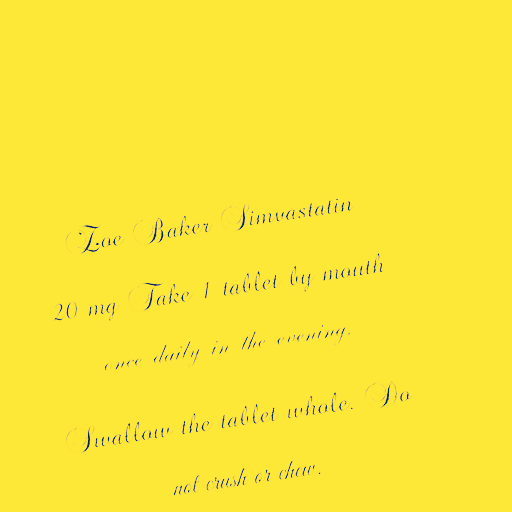 Zoe Baker Simvastatin
20 mg Take 1 tablet by mouth
once daily in the evening.
Swallow the tablet whole. Do
not crush or chew.